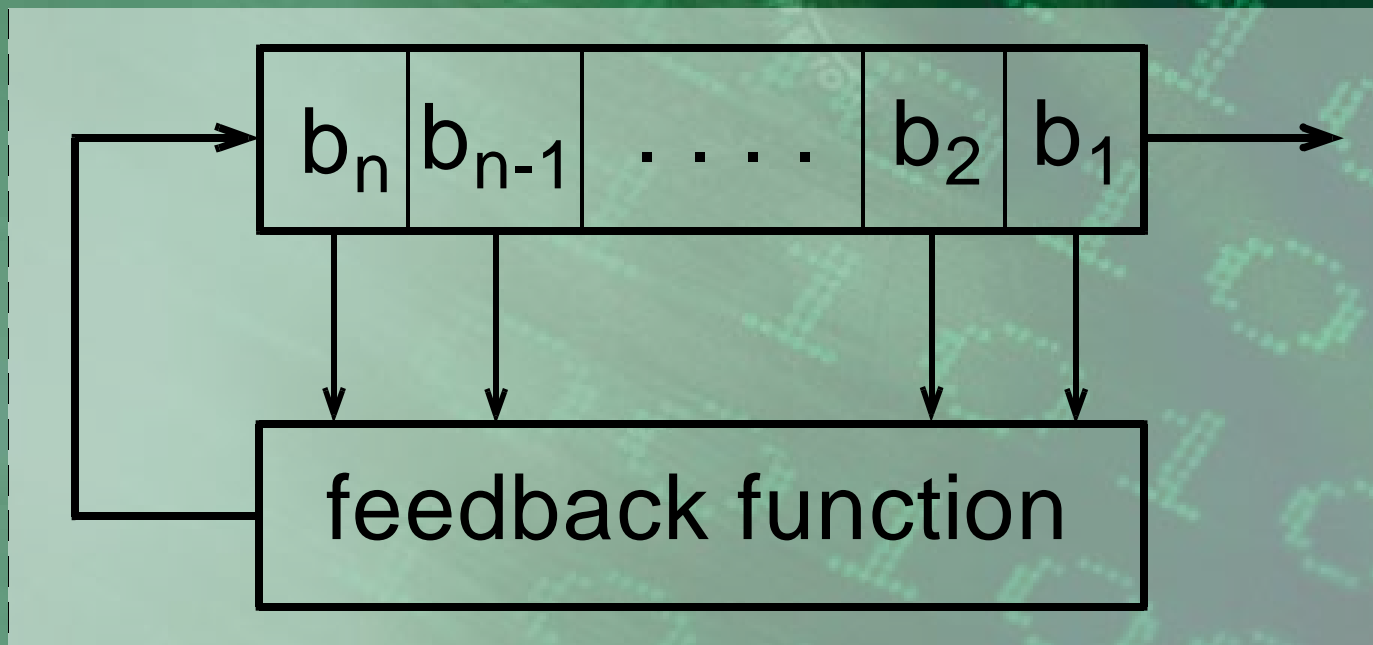 bₙ bₙ₋₁ . . . . b₂ b₁
feedback function